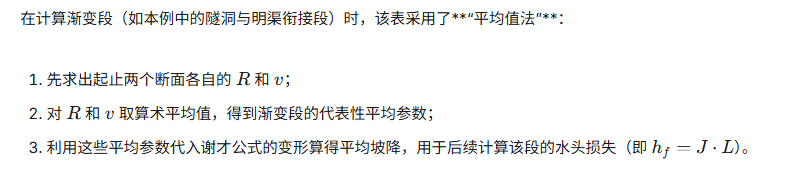 在计算渐变段（如本例中的隧洞与明渠衔接段）时，该表采用了**“平均值法”**：
1. 先求出起止两个断面各自的 R 和 v；
2. 对 R 和 v 取算术平均值，得到渐变段的代表性平均参数；
3. 利用这些平均参数代入谢才公式的变形算得平均坡降，用于后续计算该段的水头损失（即 h_f = J · L）。